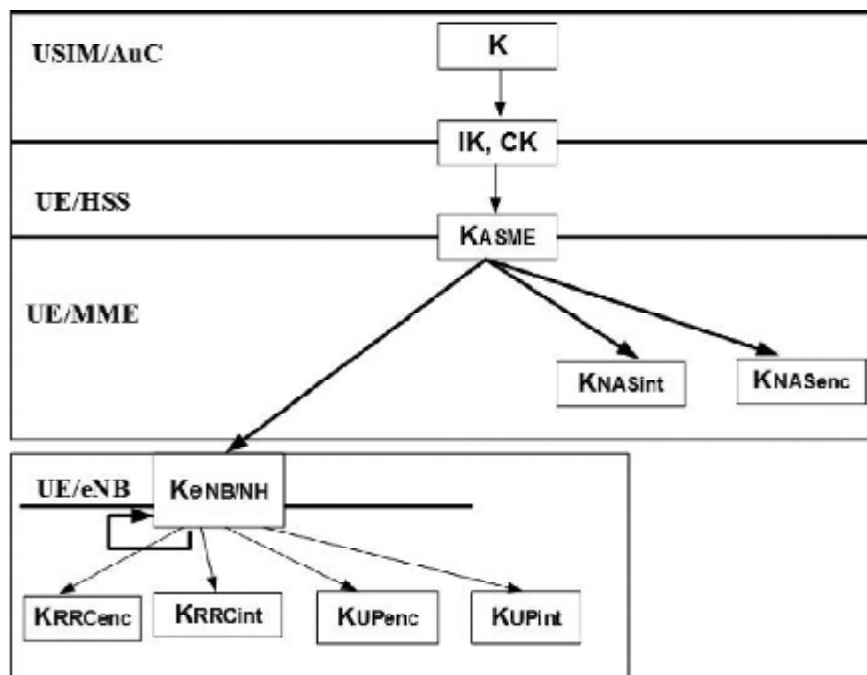 USIM/AuC
K
IK, CK
UE/HSS
KASME
UE/MME
KNASint
KNASenc
UE/eNB
KeNB/NH
KRRCenc
KRRCint
KUPenc
KUPint